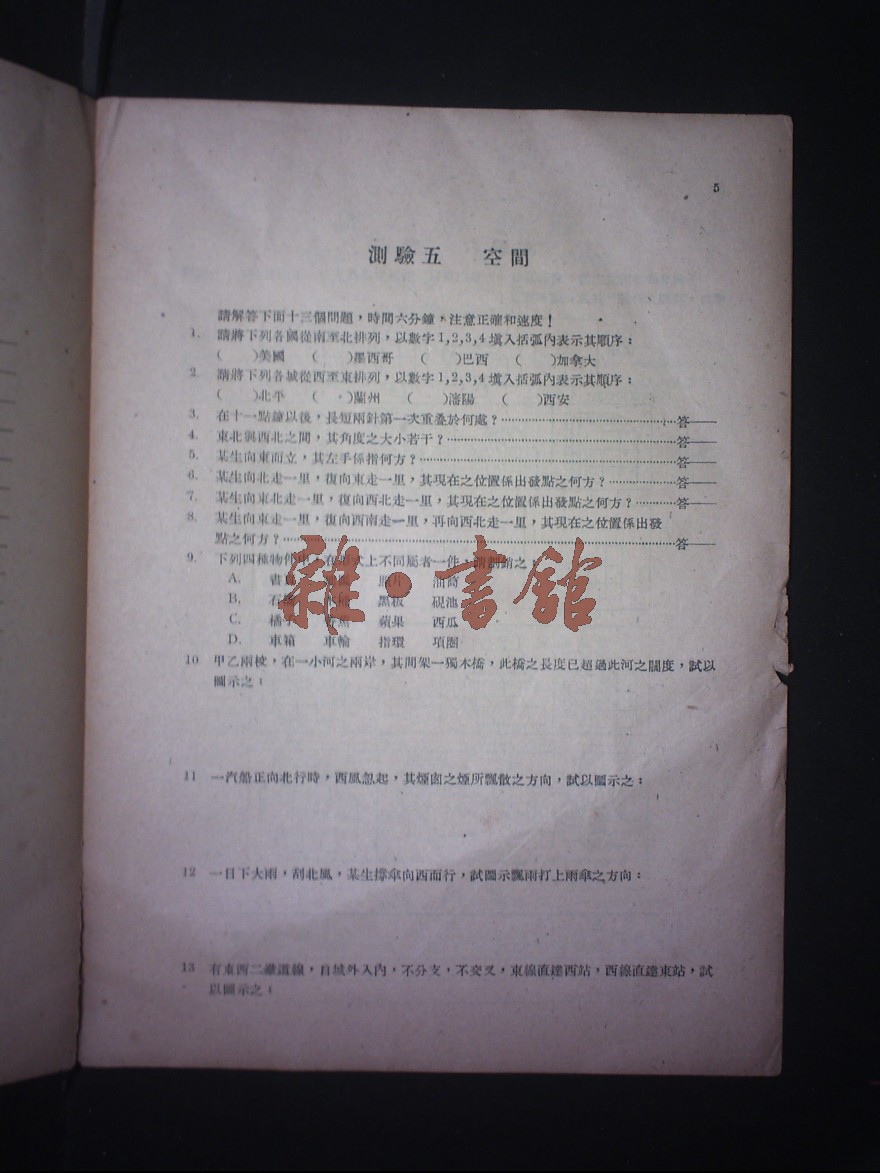 5
測驗五 空間
請解答下面十三個問題,時間六分鐘,注意正確和速度!
1. 請將下列各國從南至北排列,以數字1,2,3,4填入括弧內表示其順序:
( )美國 ( )墨西哥 ( )巴西 ( )加拿大
2. 請將下列各城從西至東排列,以數字1,2,3,4填入括弧內表示其順序:
( )北平 ( )蘭州 ( )瀋陽 ( )西安
3. 在十一點鐘以後,長短兩針第一次重叠於何處?……答——
4. 東北與西北之間,其角度之大小若干?……答——
5. 某生向東而立,其左手係指何方?……答——
6. 某生向北走一里,復向東走一里,其現在之位置係出發點之何方?……答——
7. 某生向東北走一里,復向西北走一里,其現在之位置係出發點之何方?……答——
8. 某生向東走一里,復向西南走一里,再向西北走一里,其現在之位置係出發
點之何方?……答——
9. 下列四種物件中,在形式上不同屬者一件,請劃銷之:
A. 書 照片 油筒
B. 石 黑板 硯池
C. 橘子 蘋果 西瓜
D. 車箱 車輪 指環 項圈
雜·書館
10 甲乙兩棱,在一小河之兩岸,其間架一獨木橋,此橋之長度已超過此河之闊度,試以
圖示之:
11 一汽船正向北行時,西風忽起,其煙囱之煙所飄散之方向,試以圖示之:
12 一日下大雨,刮北風,某生撐傘向西而行,試圖示飄雨打上雨傘之方向:
13 有東西二鐵道線,自城外入內,不分支,不交叉,東線直達西站,西線直達東站,試
以圖示之: